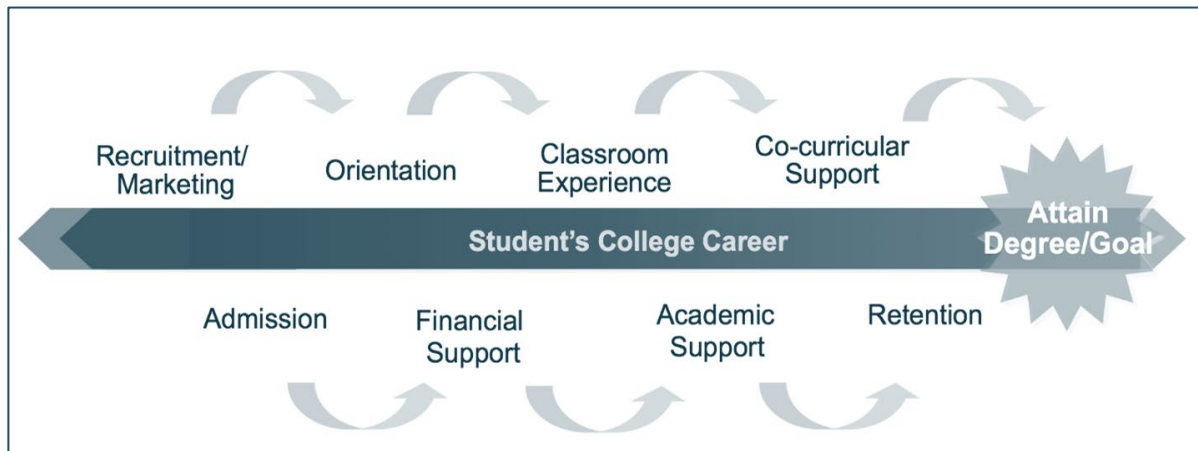 Recruitment/
Marketing
Orientation
Classroom
Experience
Co-curricular
Support
Student’s College Career
Attain
Degree/Goal
Admission
Financial
Support
Academic
Support
Retention